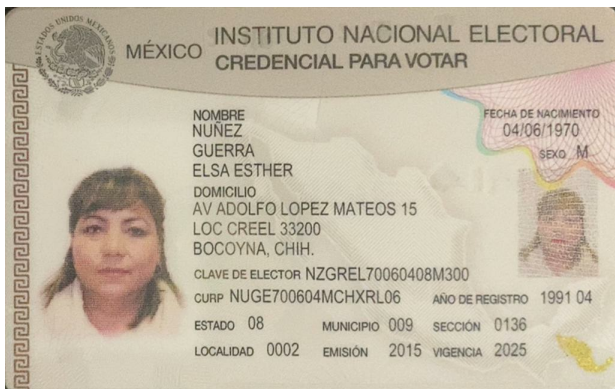 ESTADOS UNIDOS MEXICANOS
MÉXICO INSTITUTO NACIONAL ELECTORAL
CREDENCIAL PARA VOTAR
NOMBRE
NUÑEZ
GUERRA
ELSA ESTHER
FECHA DE NACIMIENTO
04/06/1970
SEXO M
DOMICILIO
AV ADOLFO LOPEZ MATEOS 15
LOC CREEL 33200
BOCOYNA, CHIH.
CLAVE DE ELECTOR NZGREL70060408M300
CURP NUGE700604MCHXRL06 AÑO DE REGISTRO 1991 04
ESTADO 08 MUNICIPIO 009 SECCIÓN 0136
LOCALIDAD 0002 EMISIÓN 2015 VIGENCIA 2025